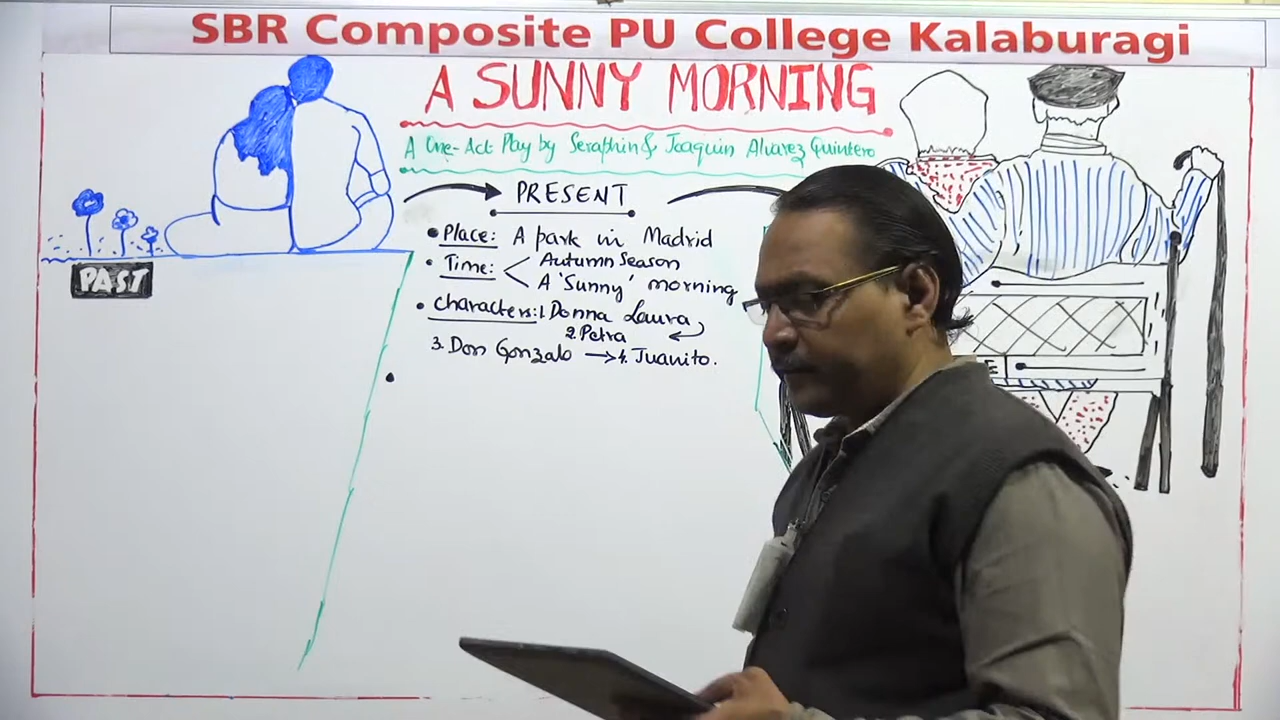 SBR Composite PU College Kalaburagi
A SUNNY MORNING
A One-Act Play by Seraphin & Joaquin Alvarez Quintero
PRESENT
• Place: A park in Madrid
• Time: Autumn Season
A 'Sunny' morning
• Characters: 1. Donna Laura
2. Petra
3. Don Gonzalo → 4. Juanito.
PAST